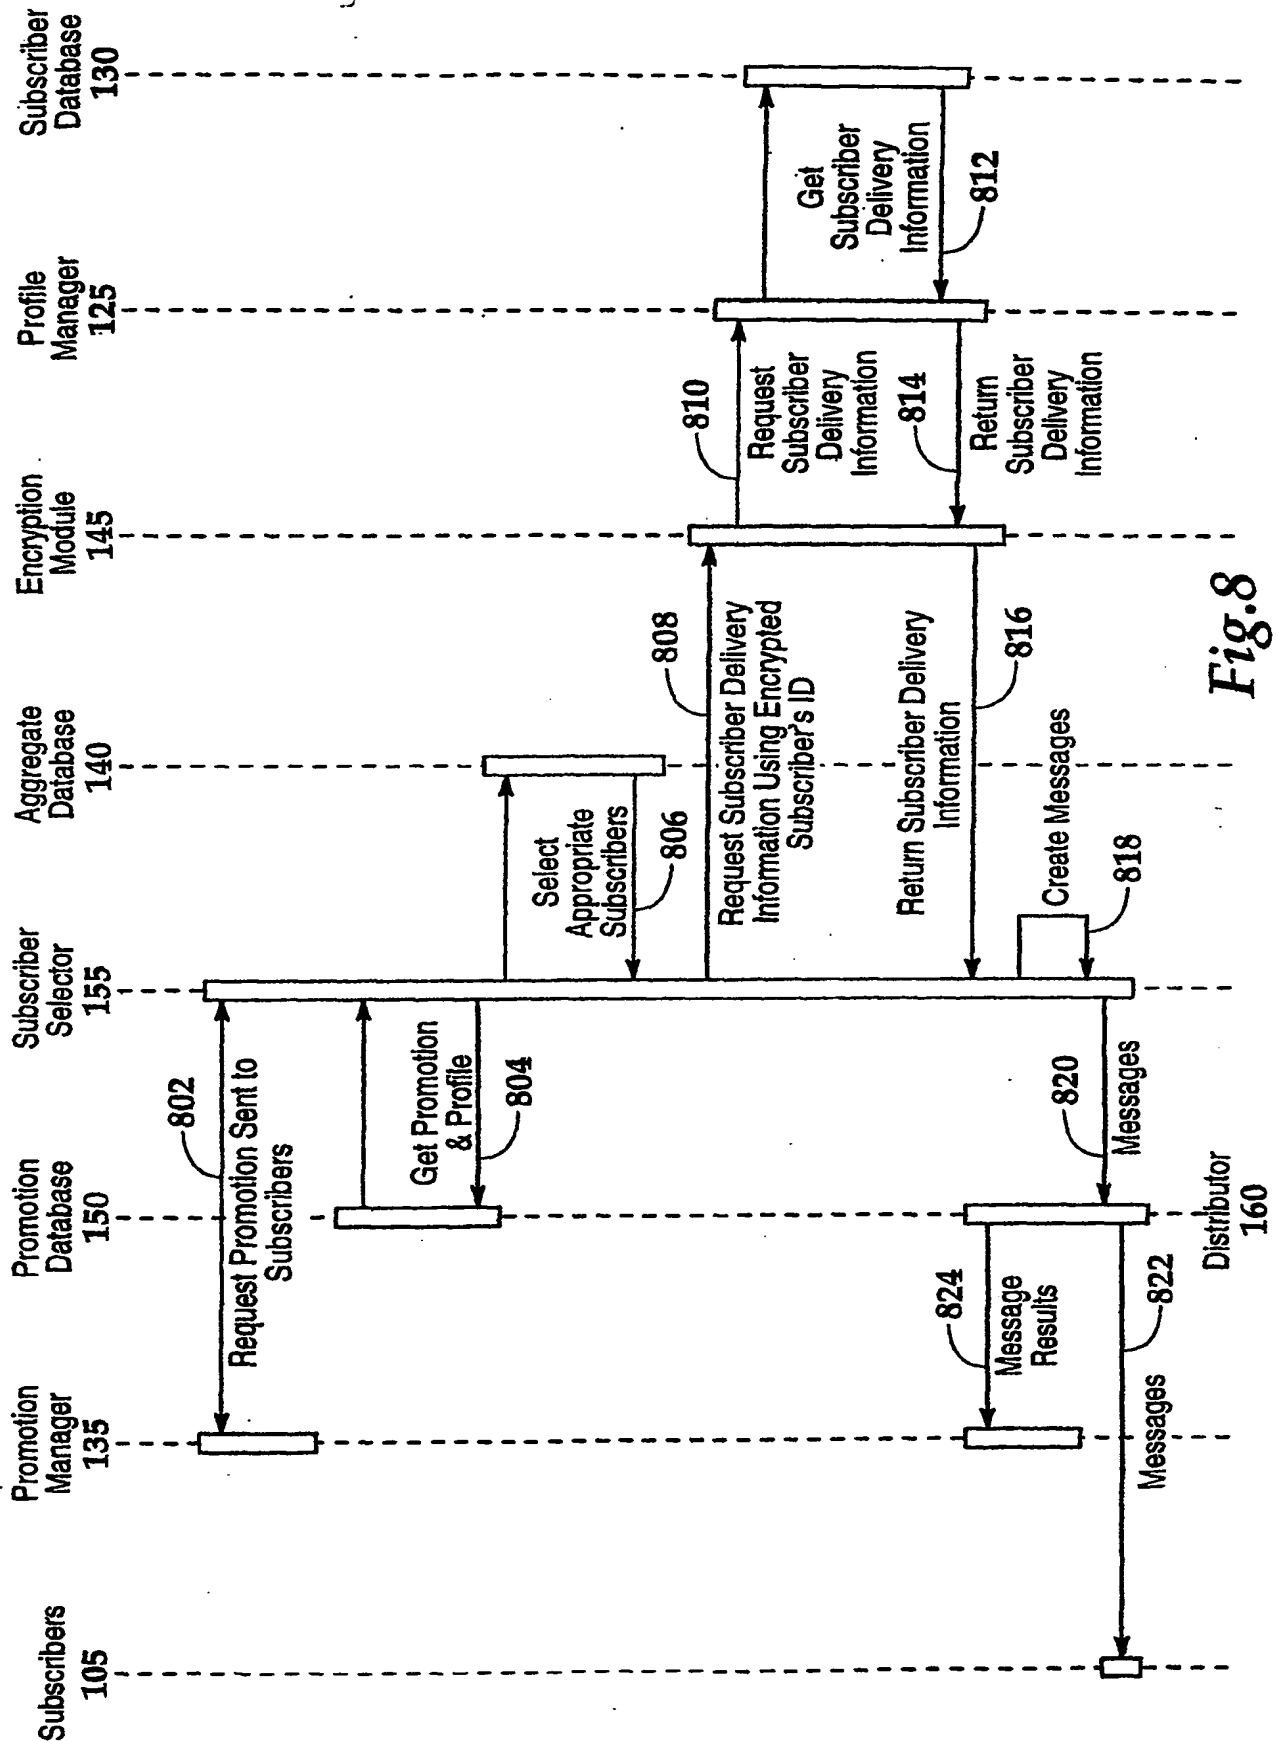 Subscribers
105
Promotion
Manager
135
Promotion
Database
150
Subscriber
Selector
155
Aggregate
Database
140
Encryption
Module
145
Profile
Manager
125
Subscriber
Database
130
802
Request Promotion Sent to
Subscribers
Get Promotion
& Profile
804
Select
Appropriate
Subscribers
806
808
Request Subscriber Delivery
Information Using Encrypted
Subscriber's ID
810
Request
Subscriber
Delivery
Information
Get
Subscriber
Delivery
Information
812
814
Return
Subscriber
Delivery
Information
Return Subscriber Delivery
Information
816
Create Messages
818
820
Messages
824
Message
Results
822
Messages
Distributor
160
Fig.8